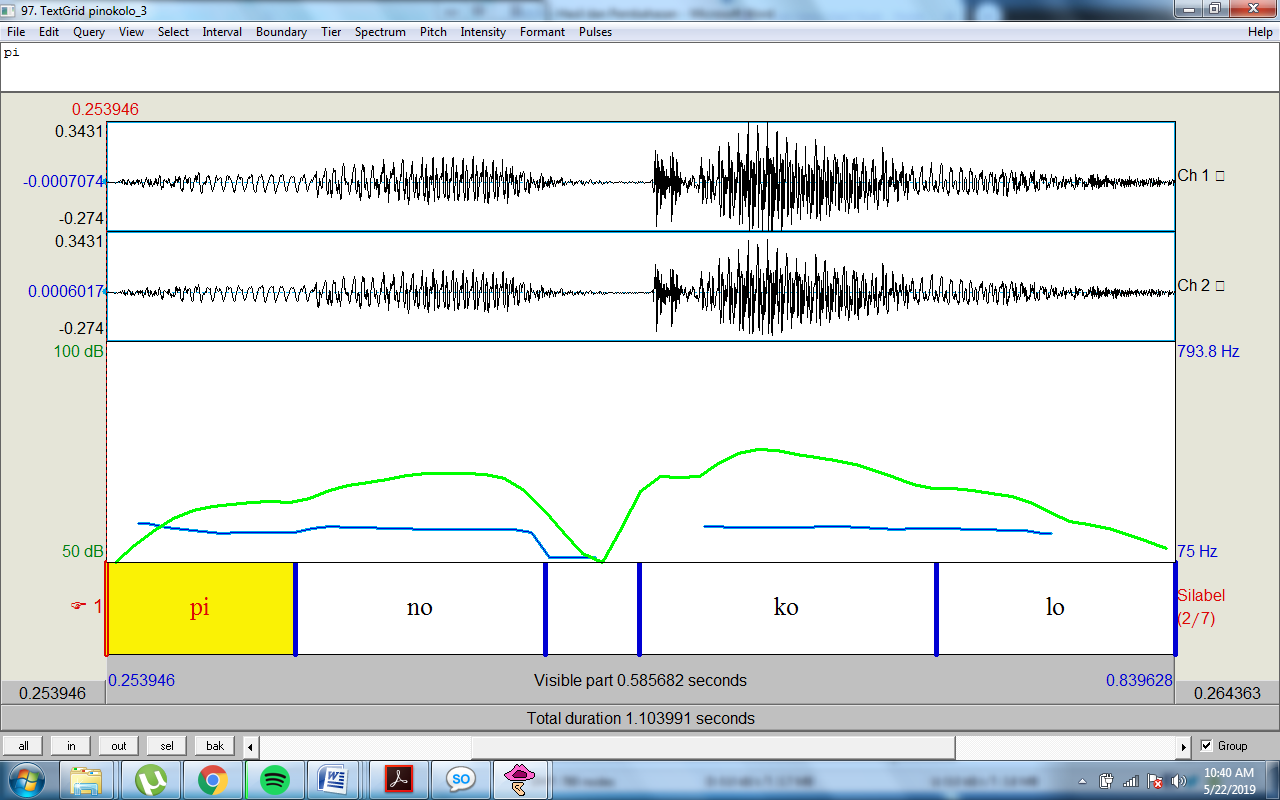 97. TextGrid pinokolo_3
File Edit Query View Select Interval Boundary Tier Spectrum Pitch Intensity Formant Pulses Help
pi
0.253946
0.3431
-0.0007074
-0.274
Ch 1
0.3431
0.0006017
-0.274
Ch 2
100 dB
793.8 Hz
50 dB
75 Hz
1
pi no ko lo
Silabel
(2/7)
0.253946
0.253946
Visible part 0.585682 seconds
0.839628
0.264363
Total duration 1.103991 seconds
all in out sel bak
Group
W SO
10:40 AM
5/22/2019